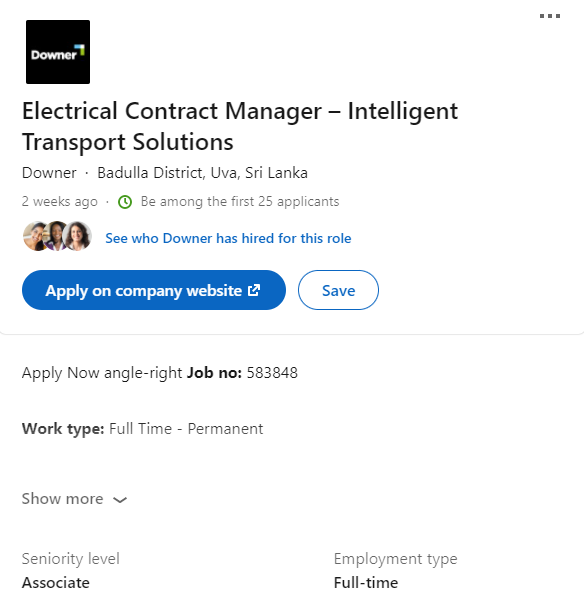 Downer
Electrical Contract Manager – Intelligent
Transport Solutions
Downer · Badulla District, Uva, Sri Lanka
2 weeks ago · Be among the first 25 applicants
See who Downer has hired for this role
Apply on company website
Save
Apply Now angle-right Job no: 583848
Work type: Full Time - Permanent
Show more
Seniority level
Associate
Employment type
Full-time